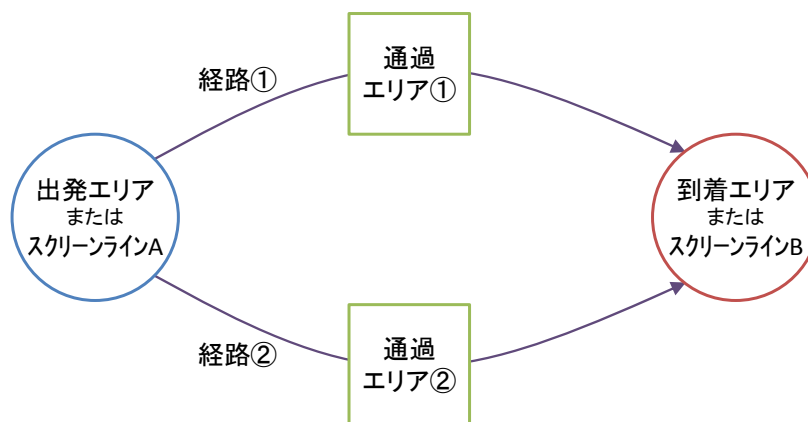 通過
エリア①
経路①
出発エリア
または
スクリーンラインA
到着エリア
または
スクリーンラインB
経路②
通過
エリア②